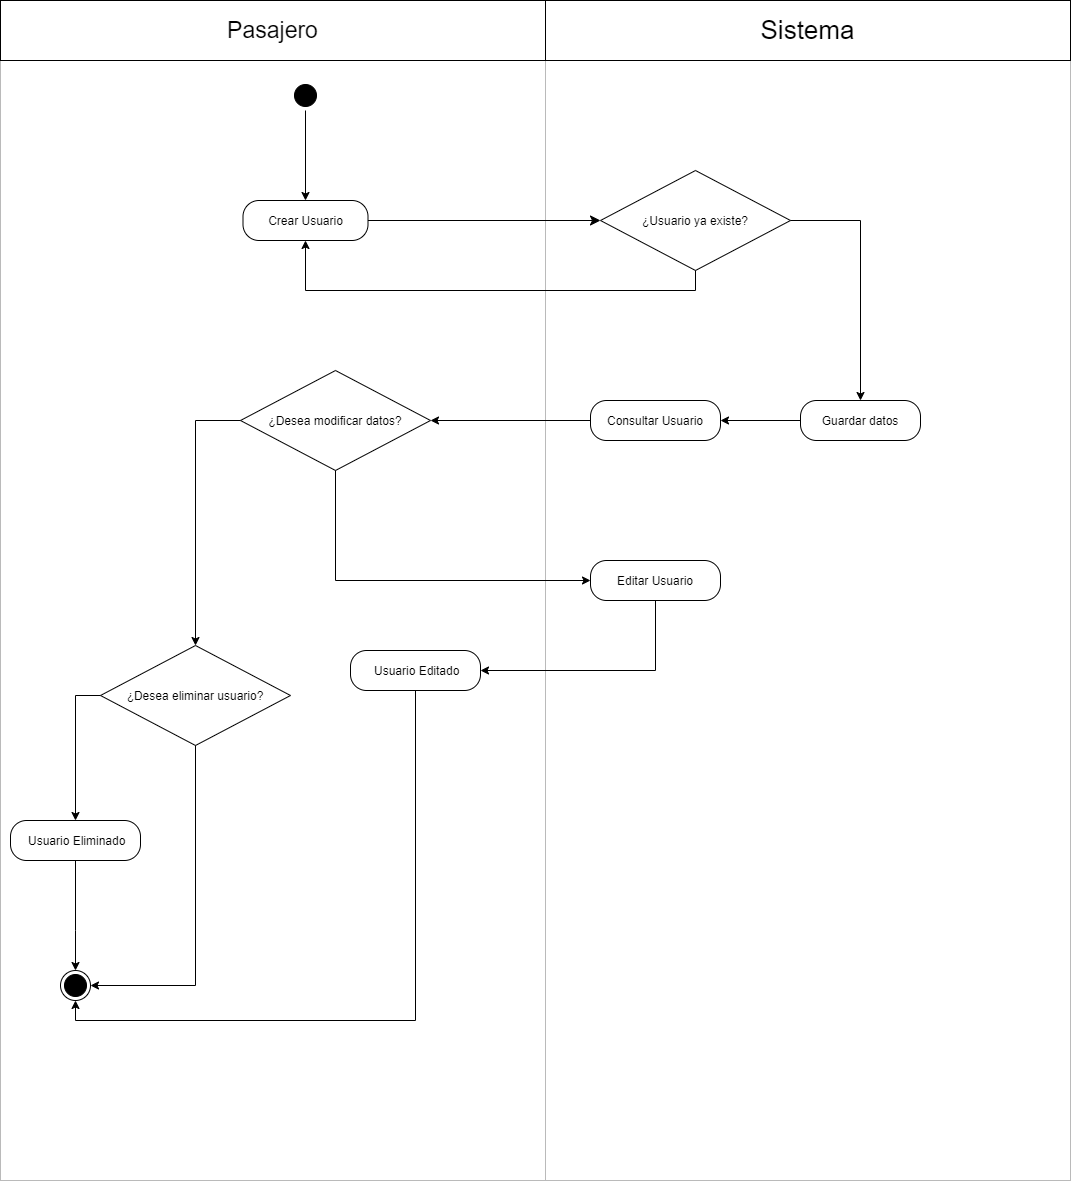 Pasajero
Sistema
Crear Usuario
¿Usuario ya existe?
¿Desea modificar datos?
Consultar Usuario
Guardar datos
Editar Usuario
Usuario Editado
¿Desea eliminar usuario?
Usuario Eliminado